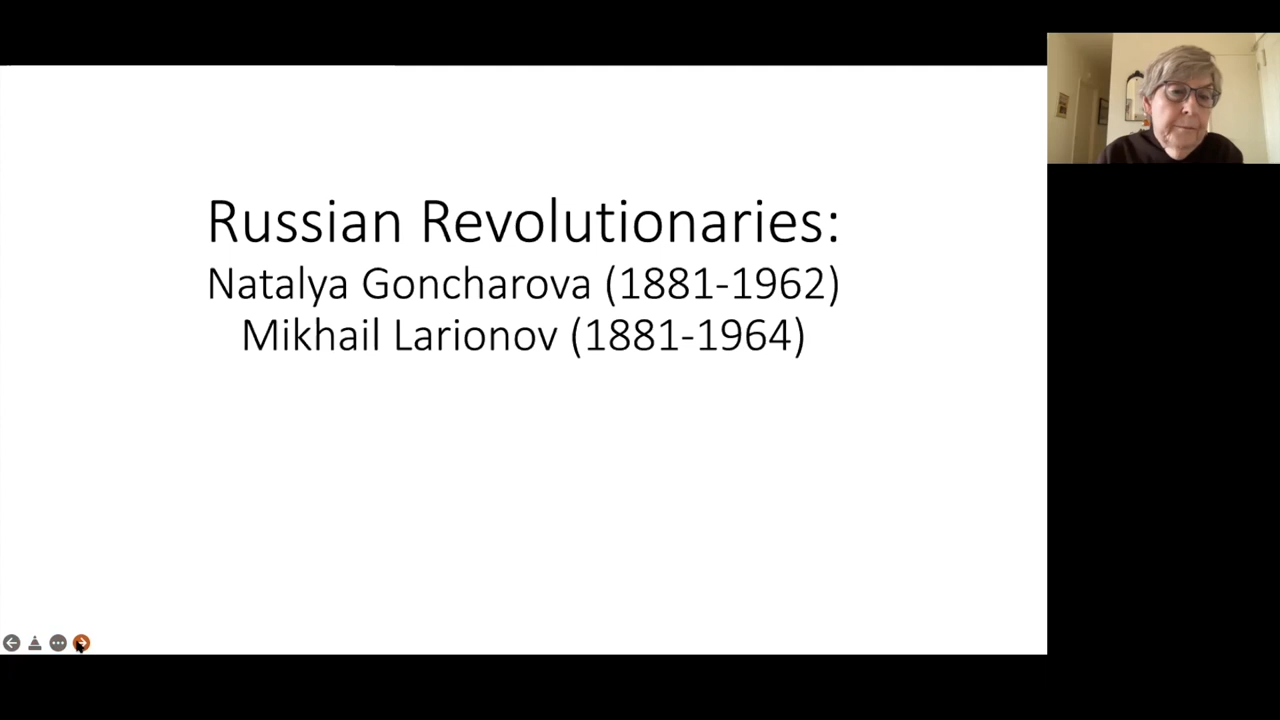 Russian Revolutionaries:
Natalya Goncharova (1881-1962)
Mikhail Larionov (1881-1964)